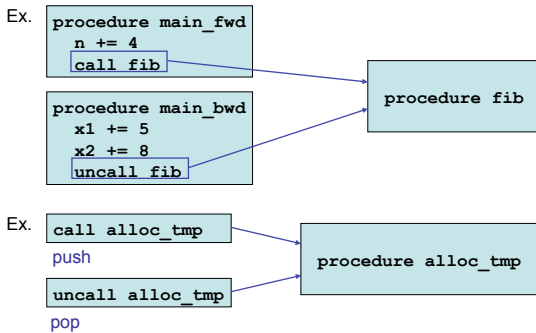 Ex.
procedure main_fwd
n += 4
call fib
procedure fib
procedure main_bwd
x1 += 5
x2 += 8
uncall fib
Ex.
call alloc_tmp
push
procedure alloc_tmp
uncall alloc_tmp
pop